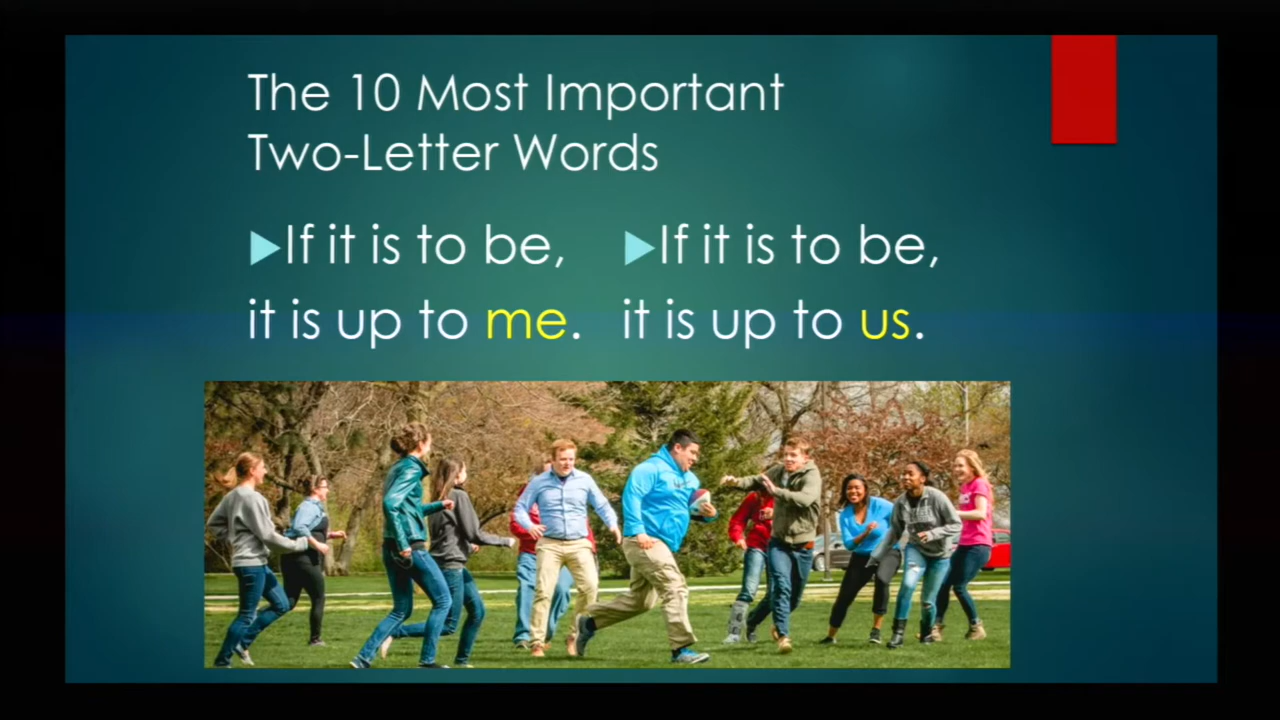 The 10 Most Important
Two-Letter Words
If it is to be,
it is up to me.
If it is to be,
it is up to us.